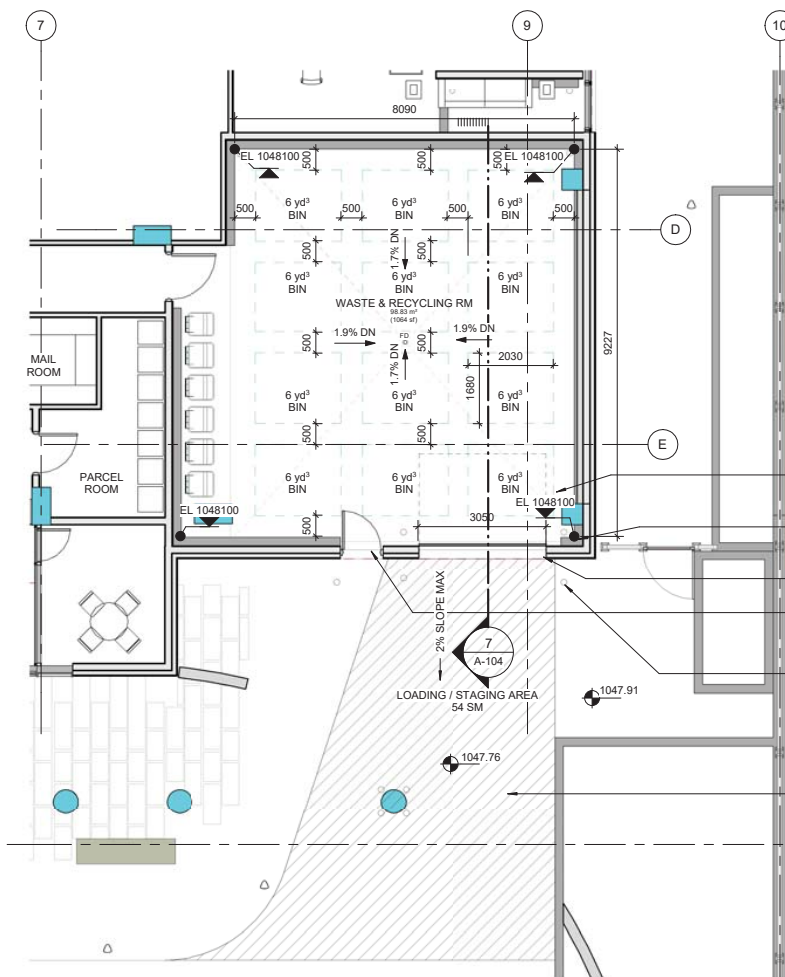 7
9
10
8090
EL 1048100
500
500
500
EL 1048100
6 yd³
BIN
6 yd³
BIN
6 yd³
BIN
500
500
500
500
D
500
1.7% DN
500
6 yd³
BIN
6 yd³
BIN
6 yd³
BIN
WASTE & RECYCLING RM
98.83 m²
(1064 sf)
1.9% DN
FD
1.9% DN
500
500
9227
MAIL
ROOM
1.7% DN
2030
1680
6 yd³
BIN
6 yd³
BIN
6 yd³
BIN
500
500
E
PARCEL
ROOM
6 yd³
BIN
6 yd³
BIN
6 yd³
BIN
EL 1048100
EL 1048100
500
3050
2% SLOPE MAX
7
A-104
LOADING / STAGING AREA
54 SM
1047.91
1047.76